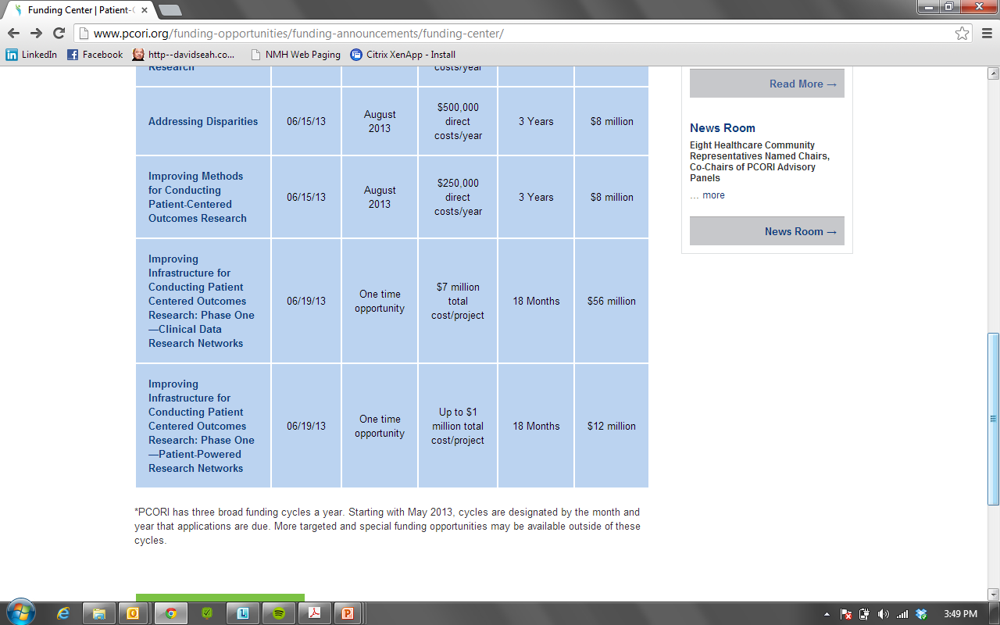 Funding Center | Patient-C
www.pcori.org/funding-opportunities/funding-announcements/funding-center/
LinkedIn
Facebook
http--davidseah.co...
NMH Web Paging
Citrix XenApp - Install
Research
costs/year
Addressing Disparities
06/15/13
August
2013
$500,000
direct
costs/year
3 Years
$8 million
Improving Methods
for Conducting
Patient-Centered
Outcomes Research
06/15/13
August
2013
$250,000
direct
costs/year
3 Years
$8 million
Improving
Infrastructure for
Conducting Patient
Centered Outcomes
Research: Phase One
—Clinical Data
Research Networks
06/19/13
One time
opportunity
$7 million
total
cost/project
18 Months
$56 million
Improving
Infrastructure for
Conducting Patient
Centered Outcomes
Research: Phase One
—Patient-Powered
Research Networks
06/19/13
One time
opportunity
Up to $1
million total
cost/project
18 Months
$12 million
*PCORI has three broad funding cycles a year. Starting with May 2013, cycles are designated by the month and
year that applications are due. More targeted and special funding opportunities may be available outside of these
cycles.
Read More →
News Room
Eight Healthcare Community
Representatives Named Chairs,
Co-Chairs of PCORI Advisory
Panels
… more
News Room →
3:49 PM